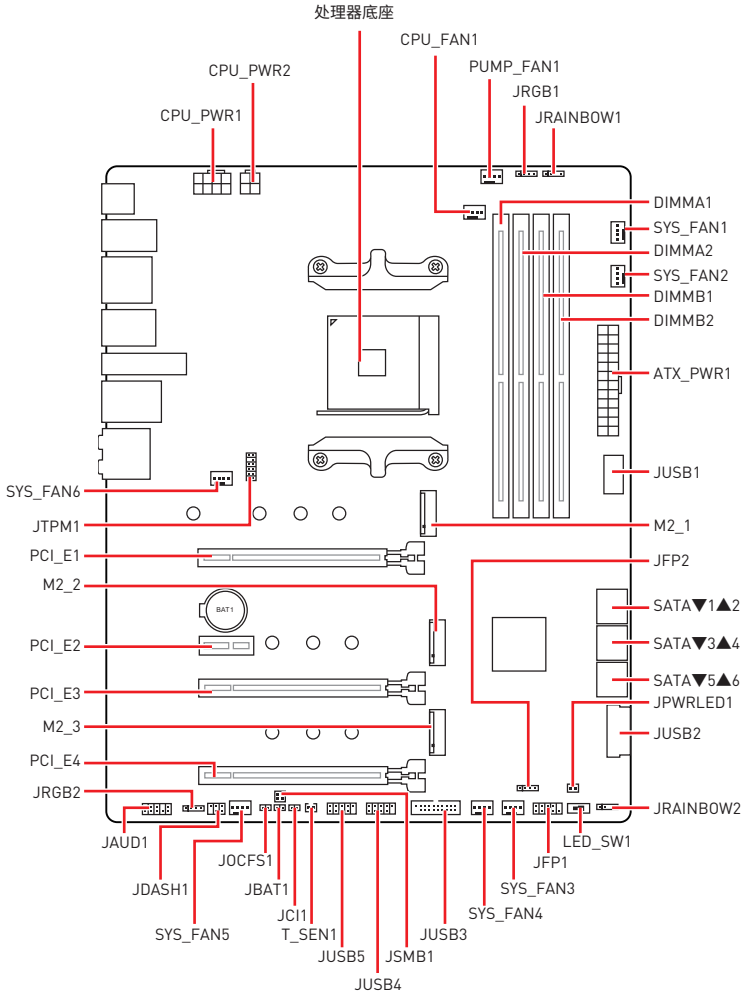 处理器底座
CPU_FAN1
CPU_PWR2
PUMP_FAN1
JRGB1
CPU_PWR1
JRAINBOW1
DIMMA1
SYS_FAN1
DIMMA2
SYS_FAN2
DIMMB1
DIMMB2
ATX_PWR1
JUSB1
SYS_FAN6
JTPM1
M2_1
PCI_E1
JFP2
M2_2
BAT1
SATA▼1▲2
PCI_E2
SATA▼3▲4
SATA▼5▲6
PCI_E3
JPWRLED1
M2_3
JUSB2
PCI_E4
JRGB2
JRAINBOW2
JAUD1
LED_SW1
JOCFS1
JFP1
JDASH1
JBAT1
SYS_FAN3
JCI1
SYS_FAN4
SYS_FAN5
T_SEN1
JUSB3
JUSB5
JSMB1
JUSB4